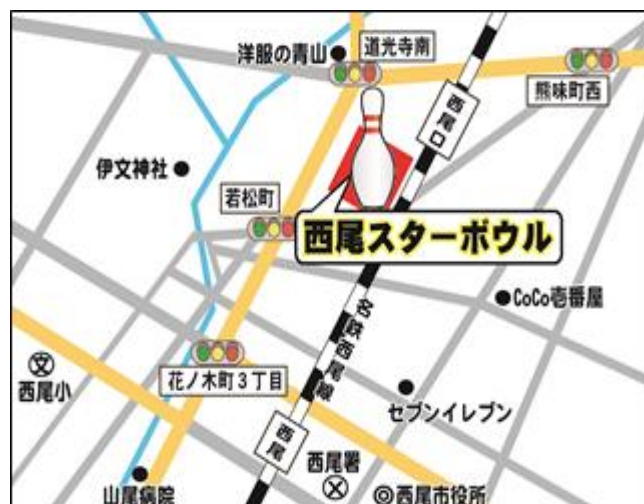 洋服の青山
道光寺南
熊味町西
西尾口
伊文神社
若松町
西尾スターボウル
CoCo壱番屋
名鉄西尾線
文
西尾小
花ノ木町3丁目
セブンイレブン
西尾
西尾署
山尾病院
西尾市役所